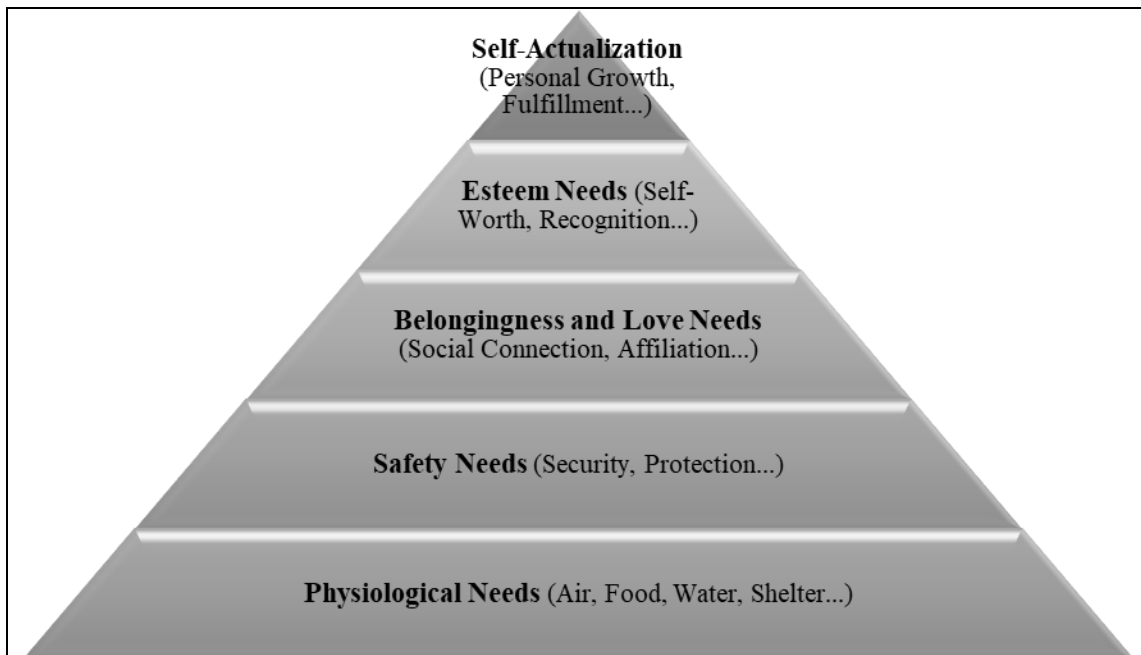 Self-Actualization
(Personal Growth,
Fulfillment...)
Esteem Needs (Self-
Worth, Recognition...)
Belongingness and Love Needs
(Social Connection, Affiliation...)
Safety Needs (Security, Protection...)
Physiological Needs (Air, Food, Water, Shelter...)